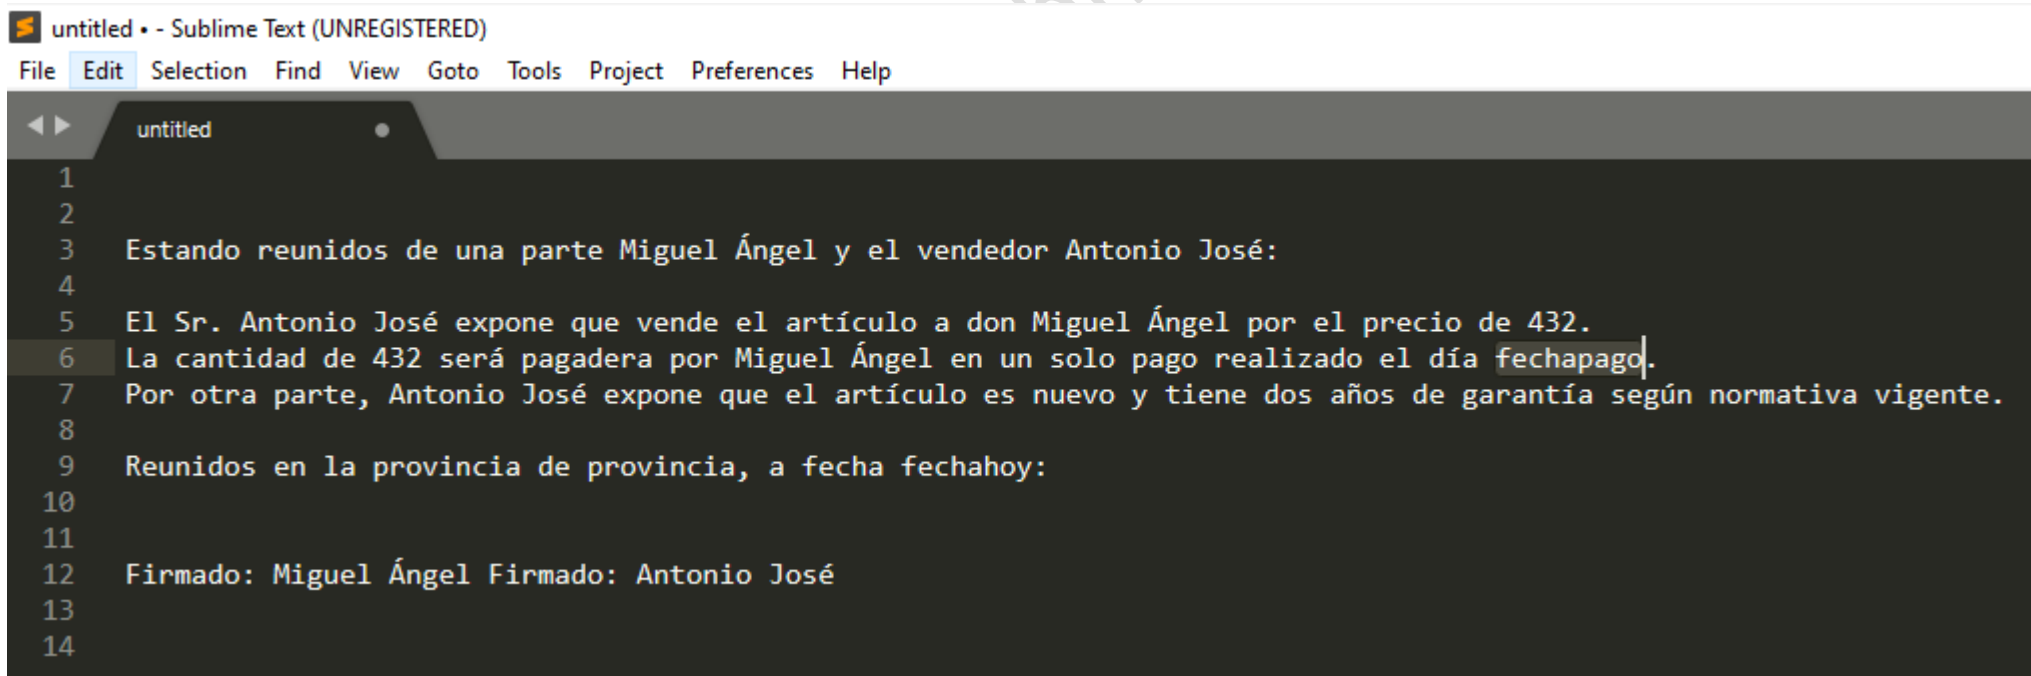 untitled • - Sublime Text (UNREGISTERED)
File Edit Selection Find View Goto Tools Project Preferences Help
untitled
1
2
3 Estando reunidos de una parte Miguel Ángel y el vendedor Antonio José:
4
5 El Sr. Antonio José expone que vende el artículo a don Miguel Ángel por el precio de 432.
6 La cantidad de 432 será pagadera por Miguel Ángel en un solo pago realizado el día fechapago.
7 Por otra parte, Antonio José expone que el artículo es nuevo y tiene dos años de garantía según normativa vigente.
8
9 Reunidos en la provincia de provincia, a fecha fechahoy:
10
11
12 Firmado: Miguel Ángel Firmado: Antonio José
13
14